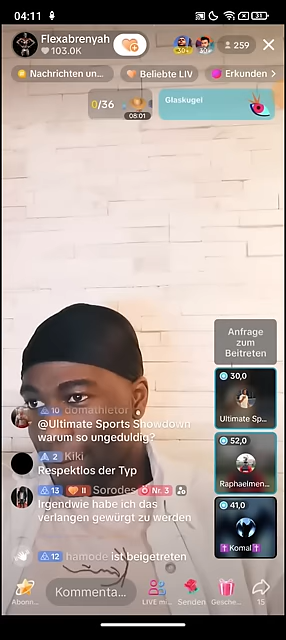 04:11
31
Flexabrenyah
103.0K
259
Nachrichten un...
Beliebte LIV
Erkunden
0/36
08:01
Glaskugel
Anfrage
zum
Beitreten
30,0
Ultimate Sp...
52,0
Raphaelmen...
41,0
Komal
10 domathletor
@Ultimate Sports Showdown
warum so ungeduldig?
2 Kiki
Respektlos der Typ
13 II Sorodes Nr. 3
Irgendwie habe ich das
verlangen gewürgt zu werden
12 hamode ist beigetreten
Abonn...
Kommenta...
LIVE m...
Senden
Gesche...
15